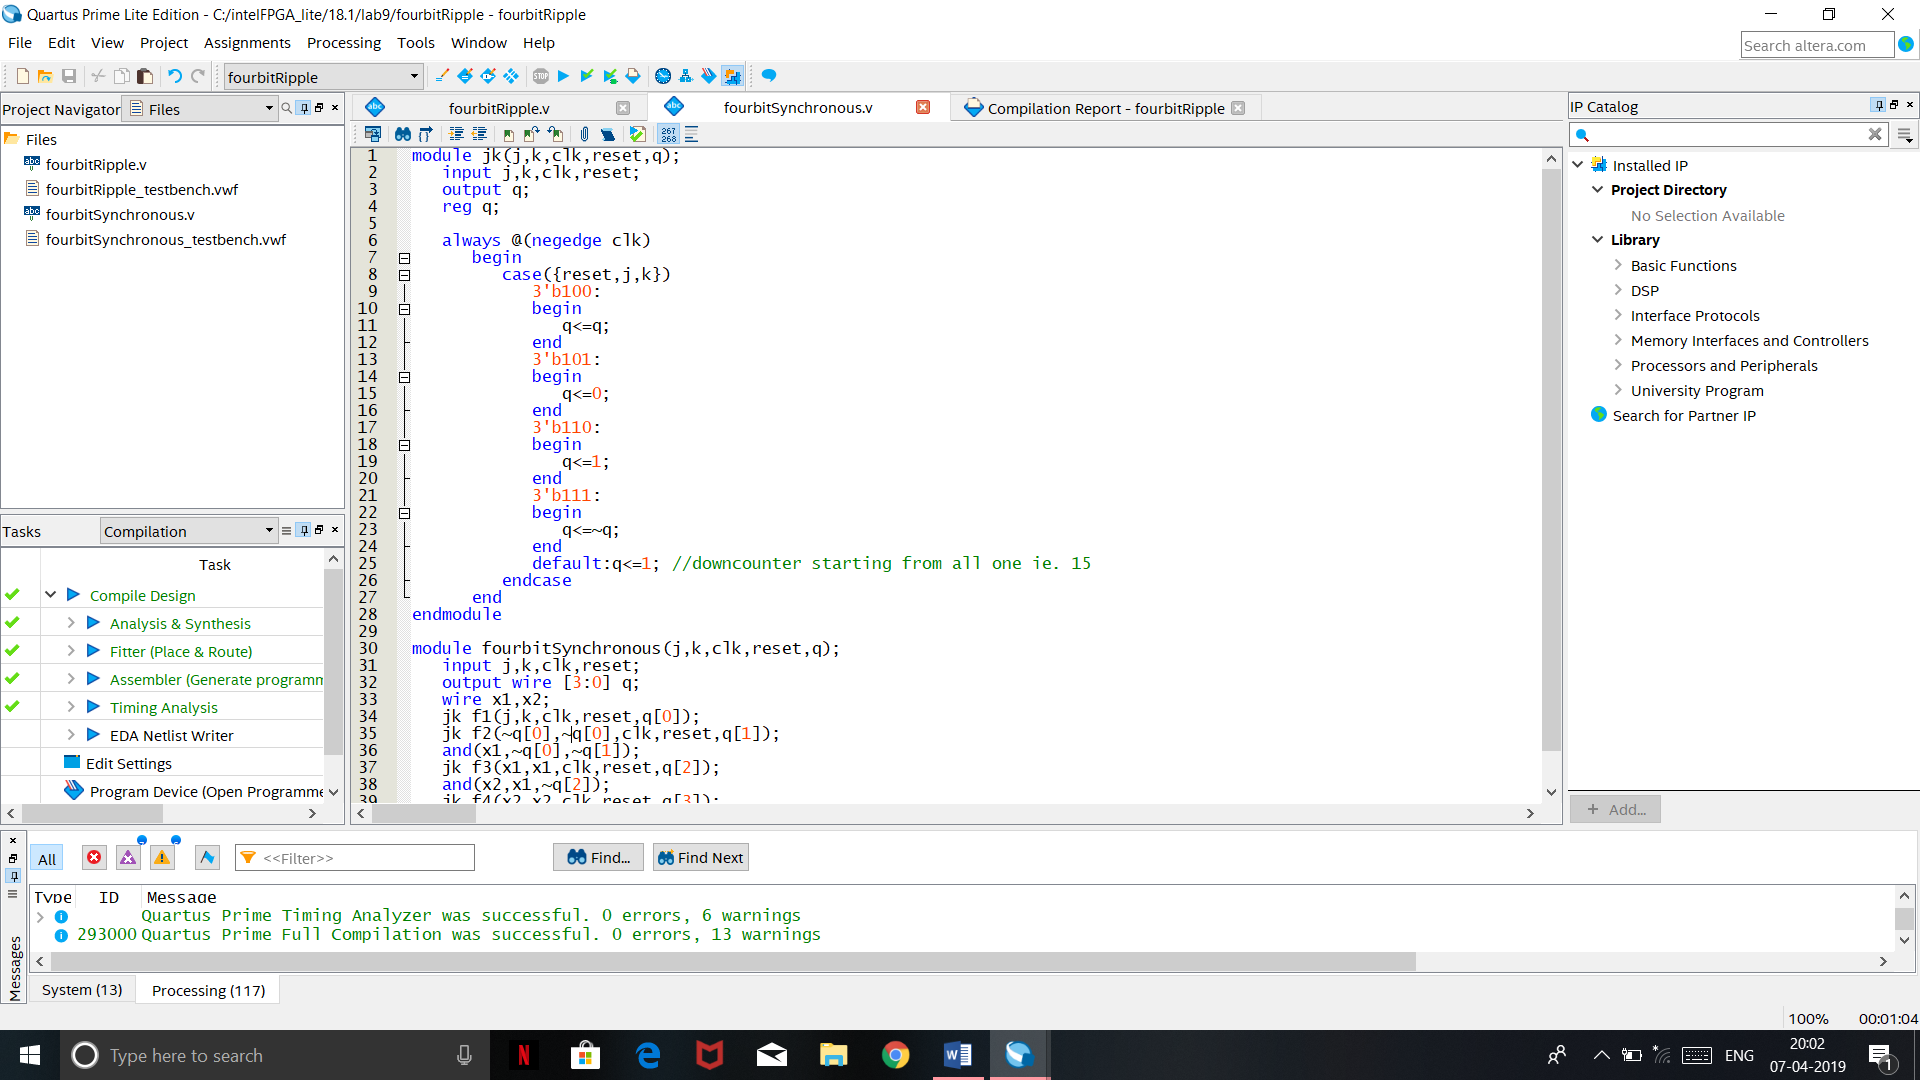 Quartus Prime Lite Edition - C:/intelFPGA_lite/18.1/lab9/fourbitRipple - fourbitRipple
File Edit View Project Assignments Processing Tools Window Help
Search altera.com
fourbitRipple
Project Navigator Files
Files
fourbitRipple.v
fourbitRipple_testbench.vwf
fourbitSynchronous.v
fourbitSynchronous_testbench.vwf
Tasks Compilation
Task
Compile Design
Analysis & Synthesis
Fitter (Place & Route)
Assembler (Generate programm
Timing Analysis
EDA Netlist Writer
Edit Settings
Program Device (Open Programme
fourbitRipple.v fourbitSynchronous.v Compilation Report - fourbitRipple
267
268
1 module jk(j,k,clk,reset,q);
2 input j,k,clk,reset;
3 output q;
4 reg q;
5
6 always @(negedge clk)
7 begin
8 case({reset,j,k})
9 3'b100:
10 begin
11 q<=q;
12 end
13 3'b101:
14 begin
15 q<=0;
16 end
17 3'b110:
18 begin
19 q<=1;
20 end
21 3'b111:
22 begin
23 q<=~q;
24 end
25 default:q<=1; //downcounter starting from all one ie. 15
26 endcase
27 end
28 endmodule
29
30 module fourbitSynchronous(j,k,clk,reset,q);
31 input j,k,clk,reset;
32 output wire [3:0] q;
33 wire x1,x2;
34 jk f1(j,k,clk,reset,q[0]);
35 jk f2(~q[0],~q[0],clk,reset,q[1]);
36 and(x1,~q[0],~q[1]);
37 jk f3(x1,x1,clk,reset,q[2]);
38 and(x2,x1,~q[2]);
39 jk f4(x2,x2,clk,reset,q[3]);
IP Catalog
Installed IP
Project Directory
No Selection Available
Library
Basic Functions
DSP
Interface Protocols
Memory Interfaces and Controllers
Processors and Peripherals
University Program
Search for Partner IP
+ Add...
All <<Filter>> Find... Find Next
Type ID Message
Quartus Prime Timing Analyzer was successful. 0 errors, 6 warnings
293000 Quartus Prime Full Compilation was successful. 0 errors, 13 warnings
Messages
System (13) Processing (117)
100% 00:01:04
Type here to search
ENG
20:02
07-04-2019
1